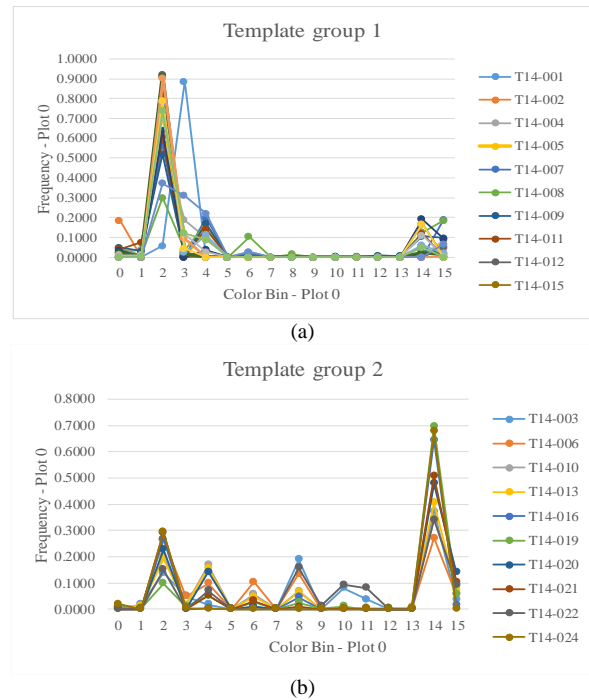 Template group 1
1.0000
0.9000
0.8000
0.7000
0.6000
0.5000
0.4000
0.3000
0.2000
0.1000
0.0000
Frequency - Plot 0
0 1 2 3 4 5 6 7 8 9 10 11 12 13 14 15
Color Bin - Plot 0
T14-001
T14-002
T14-004
T14-005
T14-007
T14-008
T14-009
T14-011
T14-012
T14-015
(a)
Template group 2
0.8000
0.7000
0.6000
0.5000
0.4000
0.3000
0.2000
0.1000
0.0000
Frequency - Plot 0
0 1 2 3 4 5 6 7 8 9 10 11 12 13 14 15
Color Bin - Plot 0
T14-003
T14-006
T14-010
T14-013
T14-016
T14-019
T14-020
T14-021
T14-022
T14-024
(b)